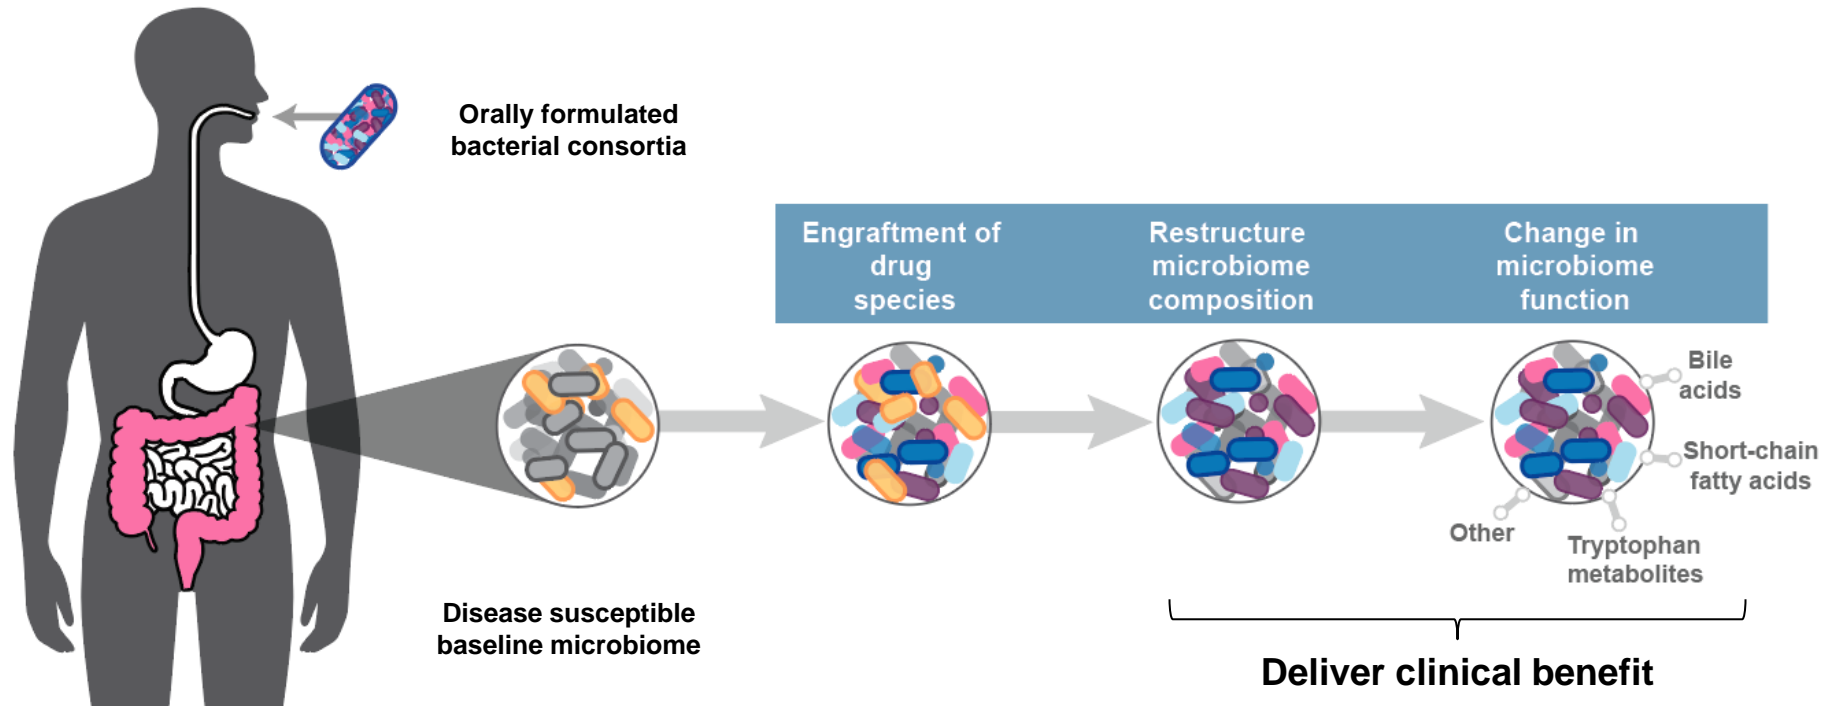 Orally formulated
bacterial consortia
Engraftment of
drug
species
Restructure
microbiome
composition
Change in
microbiome
function
Bile
acids
Short-chain
fatty acids
Other
Tryptophan
metabolites
Disease susceptible
baseline microbiome
Deliver clinical benefit